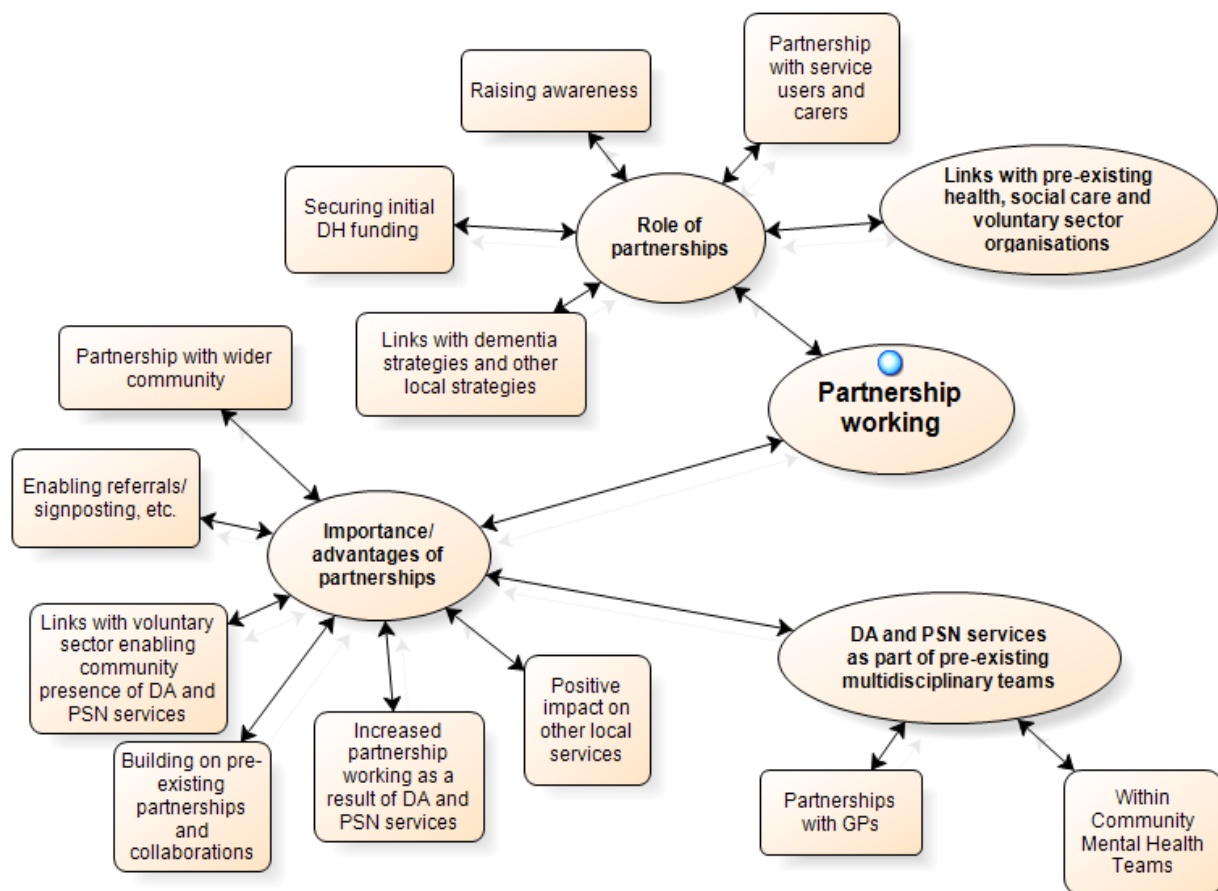 Partnership
with service
users and
carers
Raising awareness
Links with pre-existing
health, social care and
voluntary sector
organisations
Securing initial
DH funding
Role of
partnerships
Links with dementia
strategies and other
local strategies
Partnership with wider
community
Partnership
working
Enabling referrals/
signposting, etc.
Importance/
advantages of
partnerships
Links with voluntary
sector enabling
community
presence of DA and
PSN services
DA and PSN services
as part of pre-existing
multidisciplinary teams
Positive
impact on
other local
services
Increased
partnership
working as a
result of DA and
PSN services
Building on pre-
existing
partnerships
and
collaborations
Partnerships
with GPs
Within
Community
Mental Health
Teams